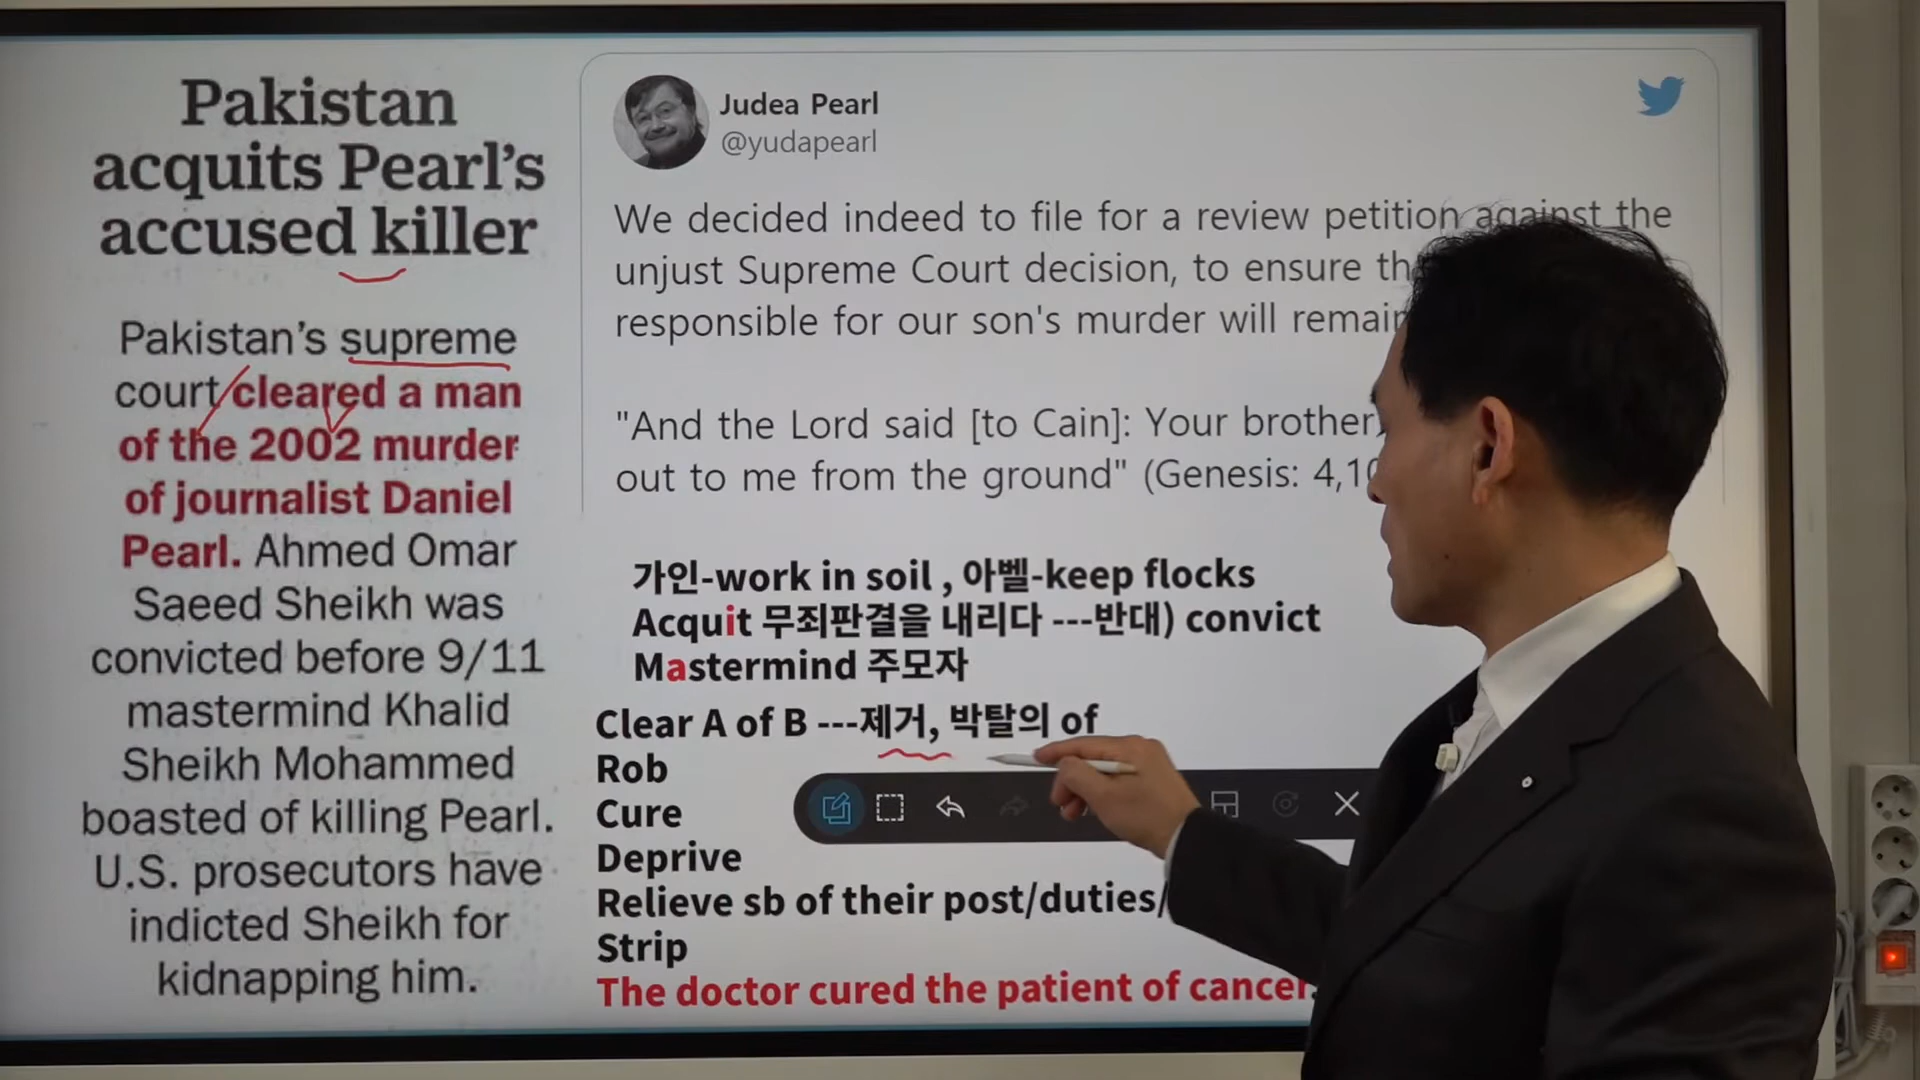 Pakistan
acquits Pearl's
accused killer
Pakistan's supreme
court cleared a man
of the 2002 murder
of journalist Daniel
Pearl. Ahmed Omar
Saeed Sheikh was
convicted before 9/11
mastermind Khalid
Sheikh Mohammed
boasted of killing Pearl.
U.S. prosecutors have
indicted Sheikh for
kidnapping him.
Judea Pearl
@yudapearl
We decided indeed to file for a review petition against the
unjust Supreme Court decision, to ensure
responsible for our son's murder will remain
"And the Lord said [to Cain]: Your brother
out to me from the ground" (Genesis: 4,10
가인-work in soil , 아벨-keep flocks
Acquit 무죄판결을 내리다 ---반대) convict
Mastermind 주모자
Clear A of B ---제거, 박탈의 of
Rob
Cure
Deprive
Relieve sb of their post/duties/
Strip
The doctor cured the patient of cancer.